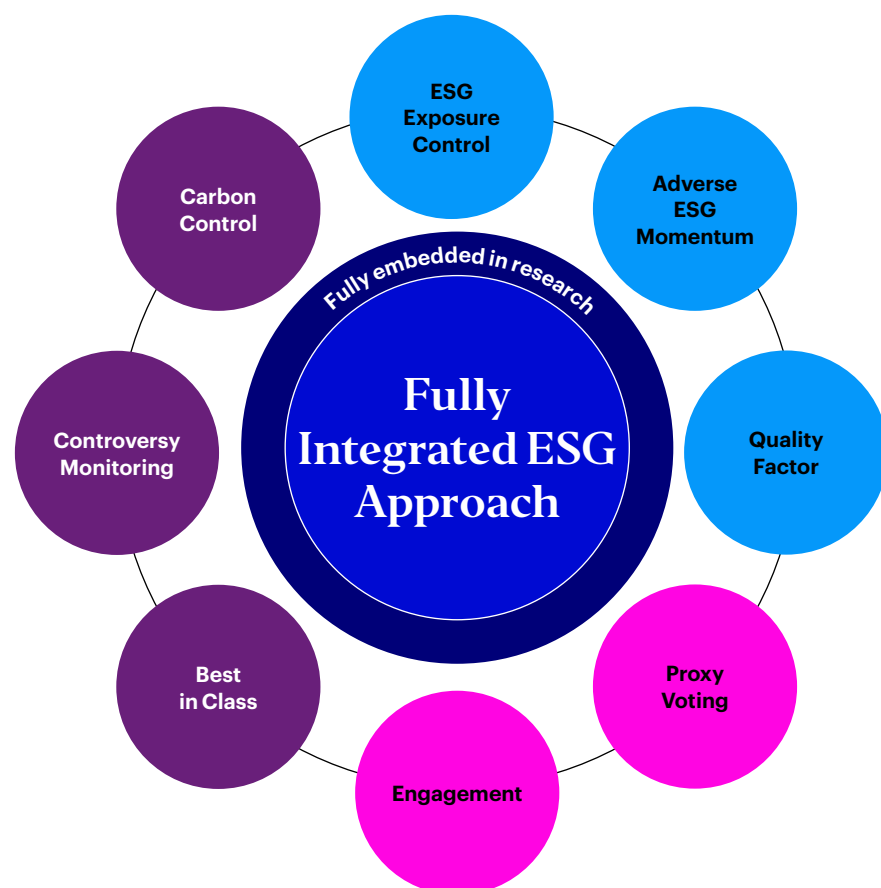 ESG
Exposure
Control
Adverse
ESG
Momentum
Quality
Factor
Proxy
Voting
Engagement
Best
in Class
Controversy
Monitoring
Carbon
Control
Fully embedded in research
Fully
Integrated ESG
Approach